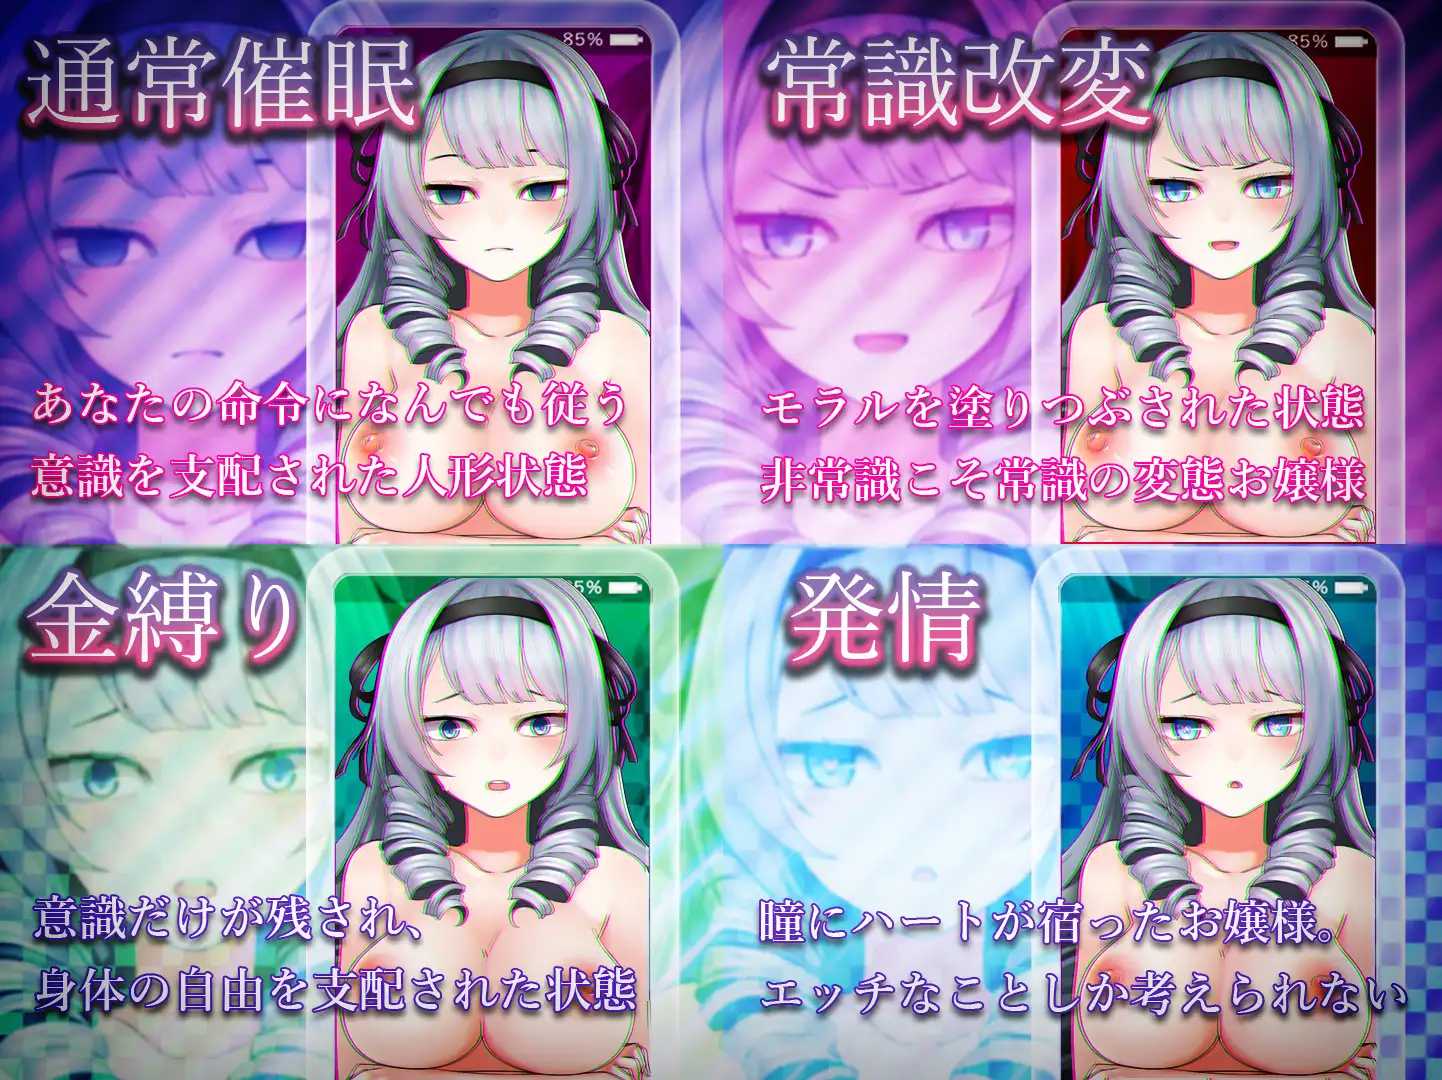 通常催眠
85%
あなたの命令になんでも従う
意識を支配された人形状態
常識改変
85%
モラルを塗りつぶされた状態
非常識こそ常識の変態お嬢様
金縛り
5%
意識だけが残され、
身体の自由を支配された状態
発情
%
瞳にハートが宿ったお嬢様。
エッチなことしか考えられない